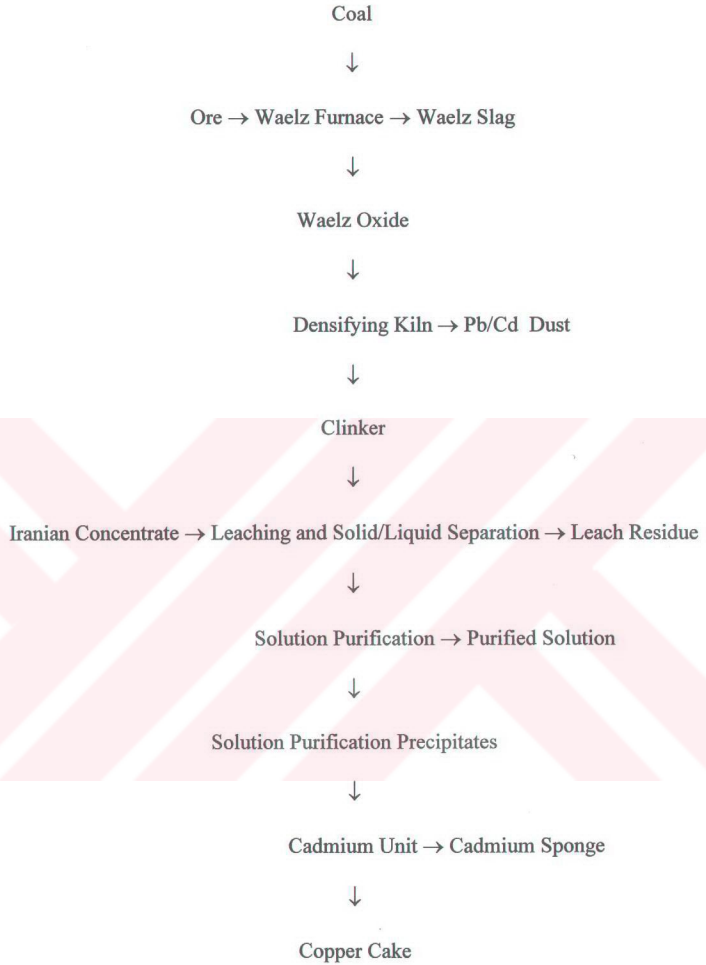 Coal
↓
Ore → Waelz Furnace → Waelz Slag
↓
Waelz Oxide
↓
Densifying Kiln → Pb/Cd Dust
↓
Clinker
↓
Iranian Concentrate → Leaching and Solid/Liquid Separation → Leach Residue
↓
Solution Purification → Purified Solution
↓
Solution Purification Precipitates
↓
Cadmium Unit → Cadmium Sponge
↓
Copper Cake